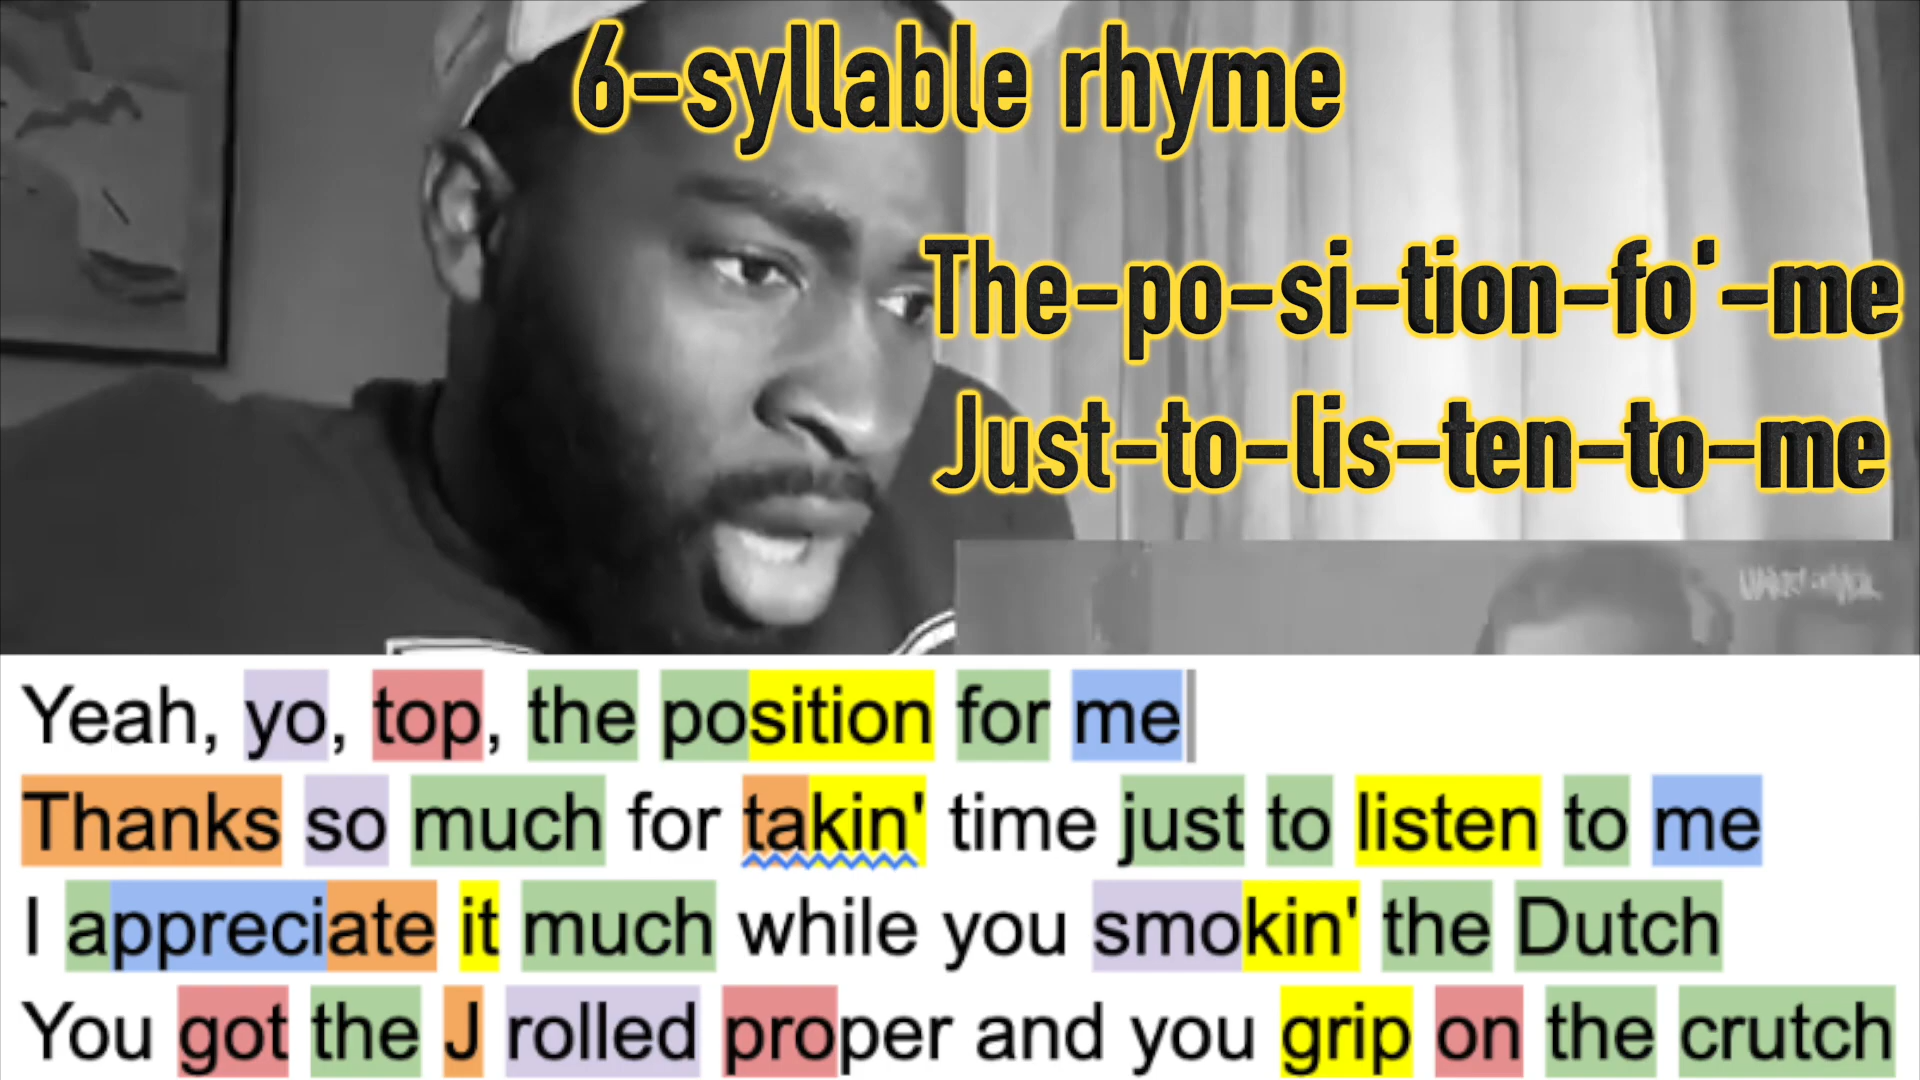 6-syllable rhyme
The-po-si-tion-fo'-me
Just-to-lis-ten-to-me
Yeah, yo, top, the position for me
Thanks so much for takin' time just to listen to me
I appreciate it much while you smokin' the Dutch
You got the J rolled proper and you grip on the crutch